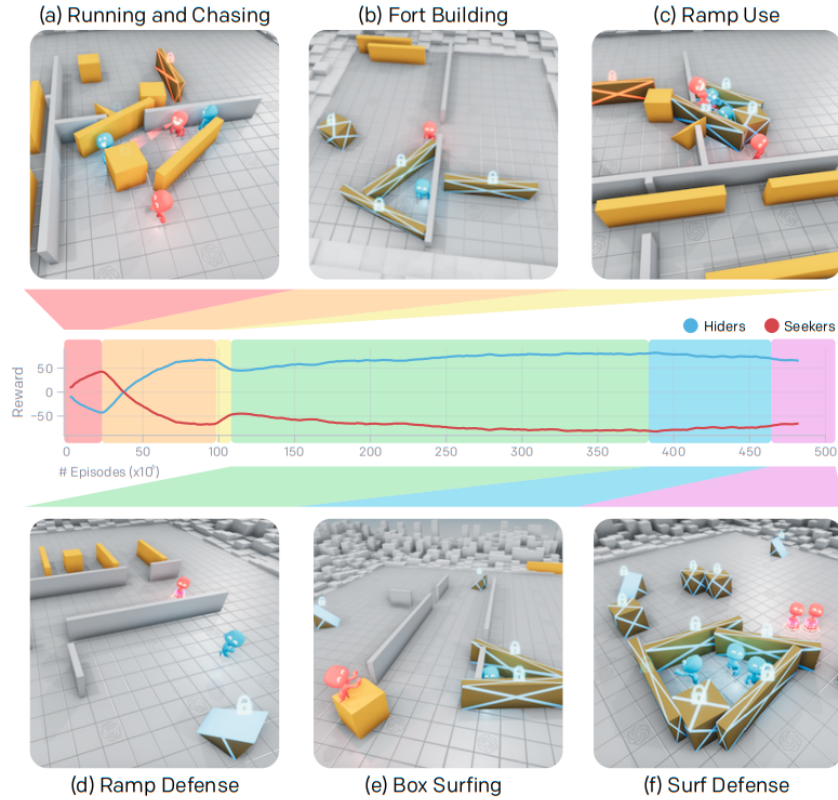 (a) Running and Chasing
(b) Fort Building
(c) Ramp Use
Hiders
Seekers
Reward
50
0
−50
0
50
100
150
200
250
300
350
400
450
500
# Episodes (x10⁶)
(d) Ramp Defense
(e) Box Surfing
(f) Surf Defense